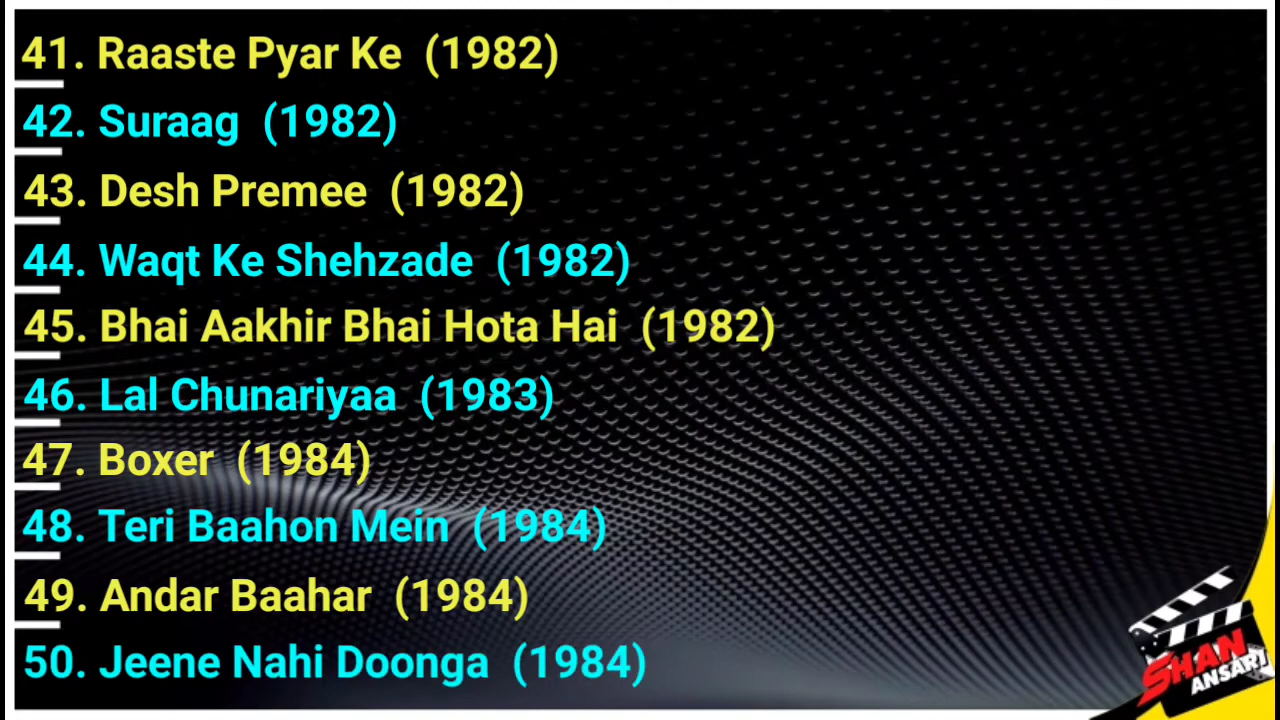 41. Raaste Pyar Ke (1982)
42. Suraag (1982)
43. Desh Premee (1982)
44. Waqt Ke Shehzade (1982)
45. Bhai Aakhir Bhai Hota Hai (1982)
46. Lal Chunariyaa (1983)
47. Boxer (1984)
48. Teri Baahon Mein (1984)
49. Andar Baahar (1984)
50. Jeene Nahi Doonga (1984)
SHAN
ANSARI